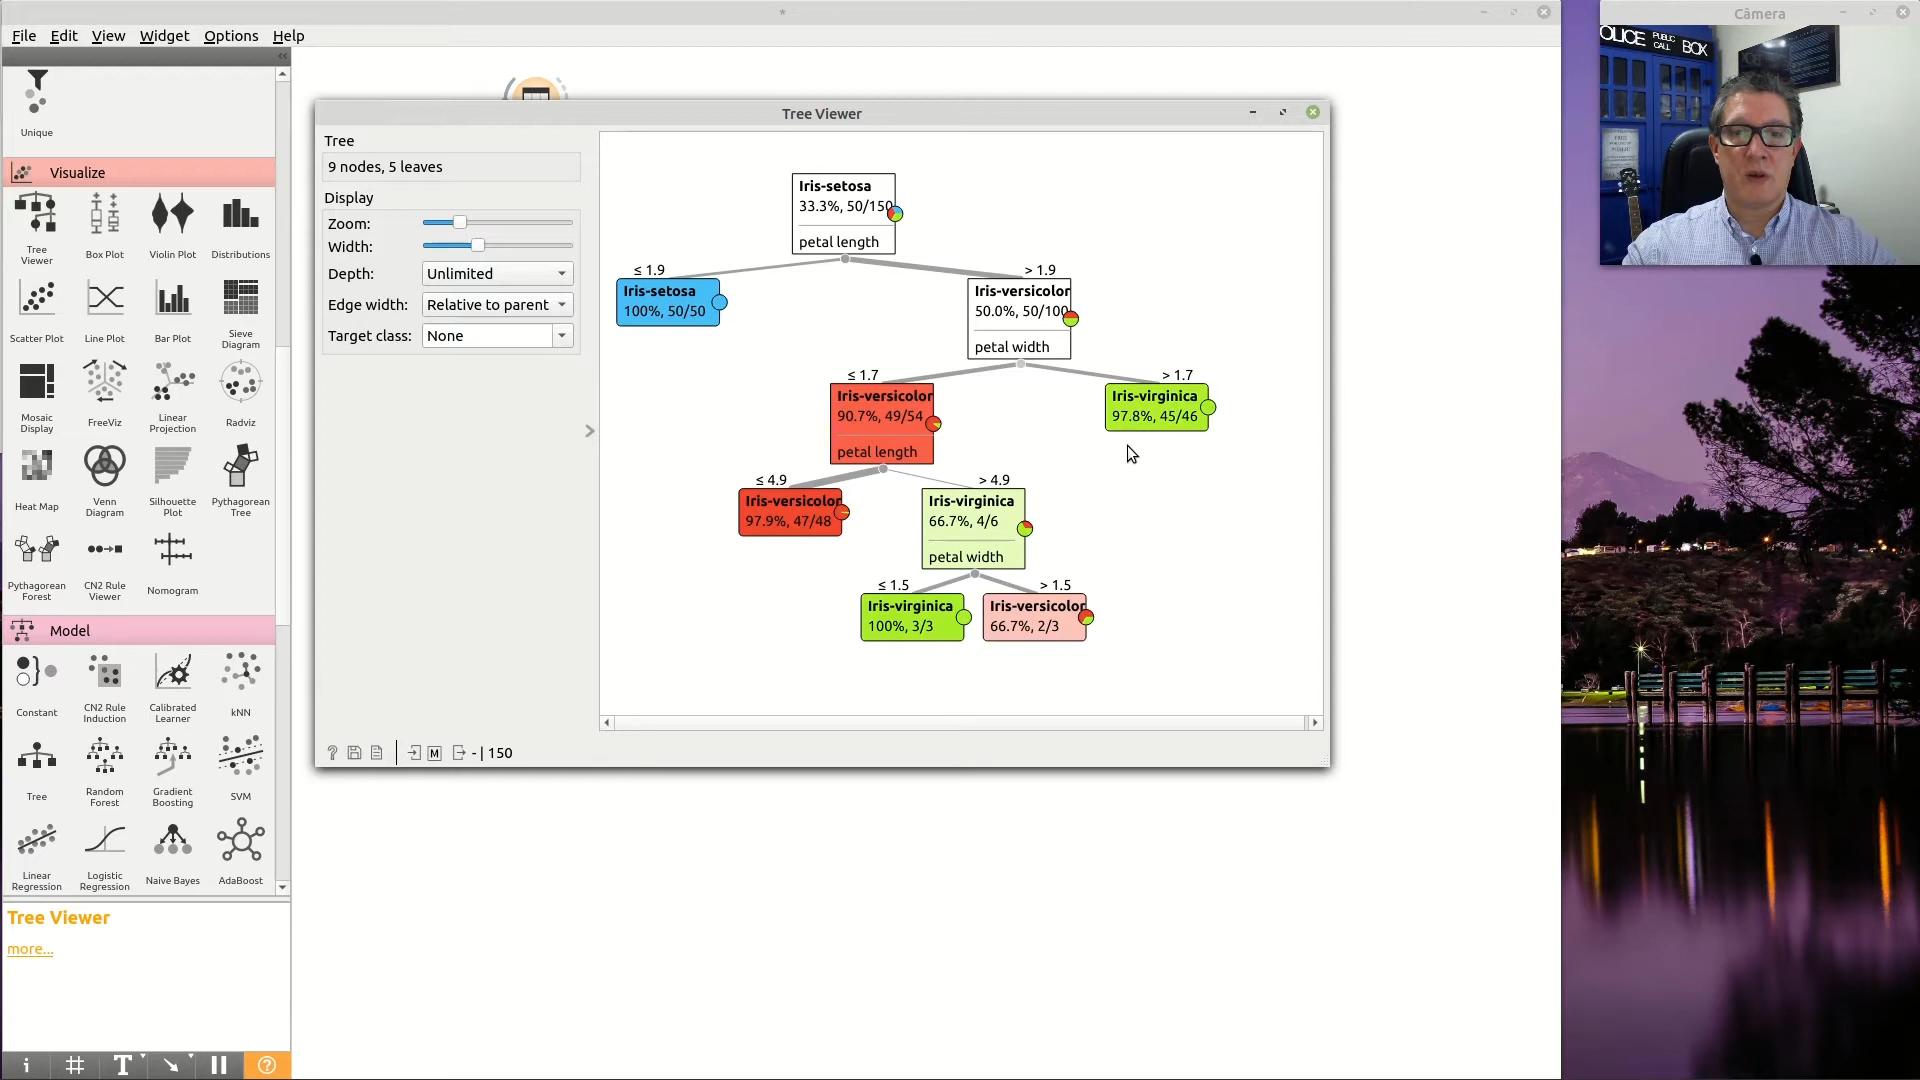 *
Câmera
File Edit View Widget Options Help
OLICE PUBLIC CALL BOX
Unique
Visualize
Tree Viewer
Box Plot
Violin Plot
Distributions
Scatter Plot
Line Plot
Bar Plot
Sieve Diagram
Mosaic Display
FreeViz
Linear Projection
Radviz
Heat Map
Venn Diagram
Silhouette Plot
Pythagorean Tree
Pythagorean Forest
CN2 Rule Viewer
Nomogram
Model
Constant
CN2 Rule Induction
Calibrated Learner
kNN
Tree
Random Forest
Gradient Boosting
SVM
Linear Regression
Logistic Regression
Naive Bayes
AdaBoost
Tree Viewer
more...
Tree Viewer
Tree
9 nodes, 5 leaves
Display
Zoom:
Width:
Depth: Unlimited
Edge width: Relative to parent
Target class: None
Iris-setosa
33.3%, 50/150
petal length
≤ 1.9
> 1.9
Iris-setosa
100%, 50/50
Iris-versicolor
50.0%, 50/100
petal width
≤ 1.7
> 1.7
Iris-versicolor
90.7%, 49/54
petal length
Iris-virginica
97.8%, 45/46
≤ 4.9
> 4.9
Iris-versicolor
97.9%, 47/48
Iris-virginica
66.7%, 4/6
petal width
≤ 1.5
> 1.5
Iris-virginica
100%, 3/3
Iris-versicolor
66.7%, 2/3
? M - | 150
i # T ?